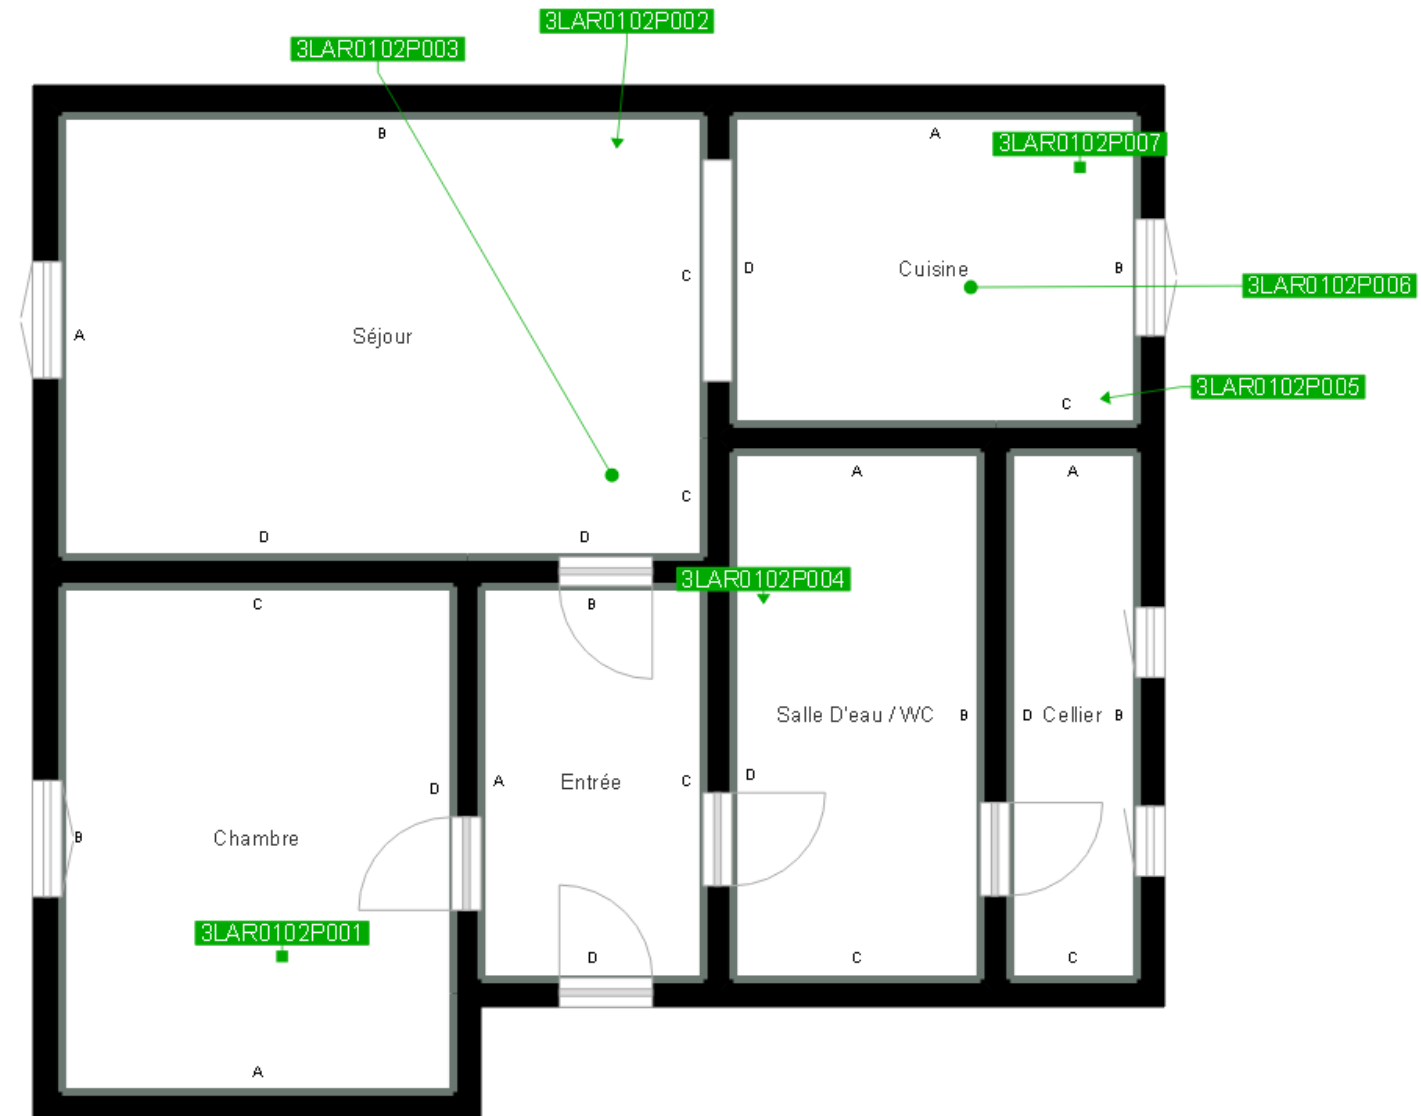 3LAR0102P002
3LAR0102P003
B
A
3LAR0102P007
Cuisine
D
B
C
3LAR0102P006
Séjour
A
3LAR0102P005
C
C
D
D
A
A
3LAR0102P004
C
B
Salle D'eau / WC
B
D
Cellier
B
D
Entrée
A
C
D
Chambre
B
3LAR0102P001
D
C
C
A